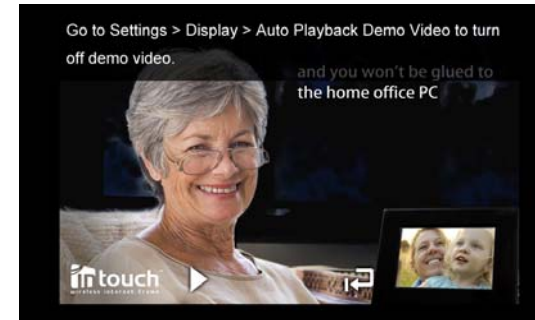 Go to Settings > Display > Auto Playback Demo Video to turn
off demo video.
and you won't be glued to
the home office PC
intouch
wireless internet frame